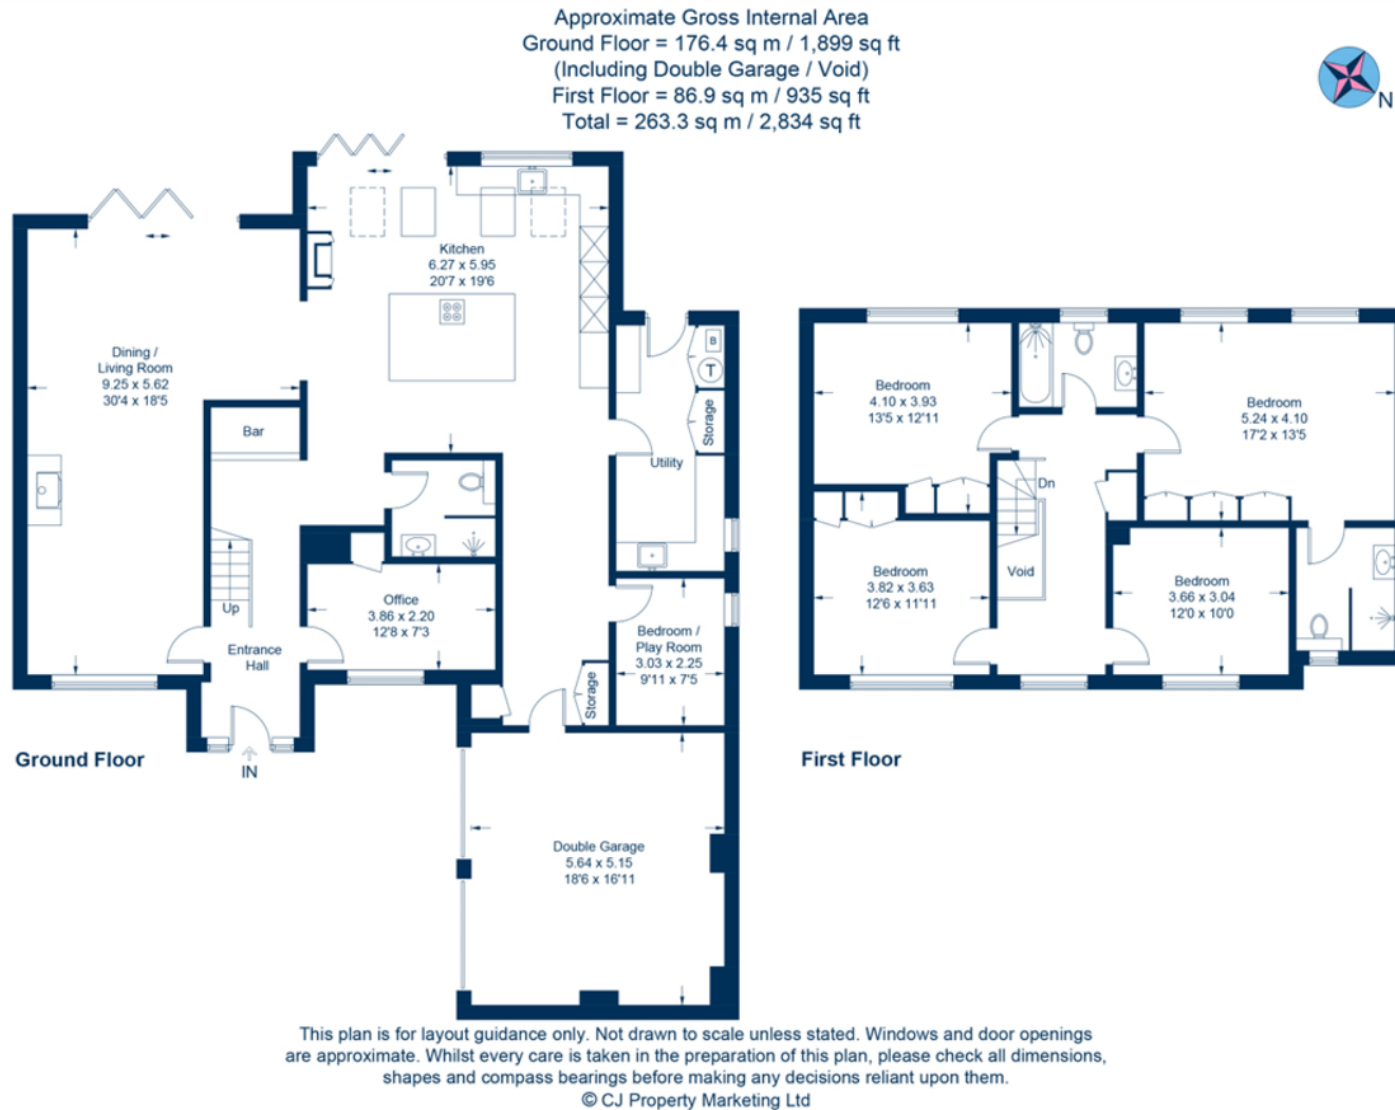 Approximate Gross Internal Area
Ground Floor = 176.4 sq m / 1,899 sq ft
(Including Double Garage / Void)
First Floor = 86.9 sq m / 935 sq ft
Total = 263.3 sq m / 2,834 sq ft
N
Kitchen
6.27 x 5.95
20'7 x 19'6
Dining /
Living Room
9.25 x 5.62
30'4 x 18'5
Bar
B
T
Storage
Utility
Up
Entrance
Hall
Office
3.86 x 2.20
12'8 x 7'3
Bedroom /
Play Room
3.03 x 2.25
9'11 x 7'5
Storage
IN
Ground Floor
Double Garage
5.64 x 5.15
18'6 x 16'11
Bedroom
4.10 x 3.93
13'5 x 12'11
Bedroom
5.24 x 4.10
17'2 x 13'5
Dn
Void
Bedroom
3.82 x 3.63
12'6 x 11'11
Bedroom
3.66 x 3.04
12'0 x 10'0
First Floor
This plan is for layout guidance only. Not drawn to scale unless stated. Windows and door openings
are approximate. Whilst every care is taken in the preparation of this plan, please check all dimensions,
shapes and compass bearings before making any decisions reliant upon them.
© CJ Property Marketing Ltd